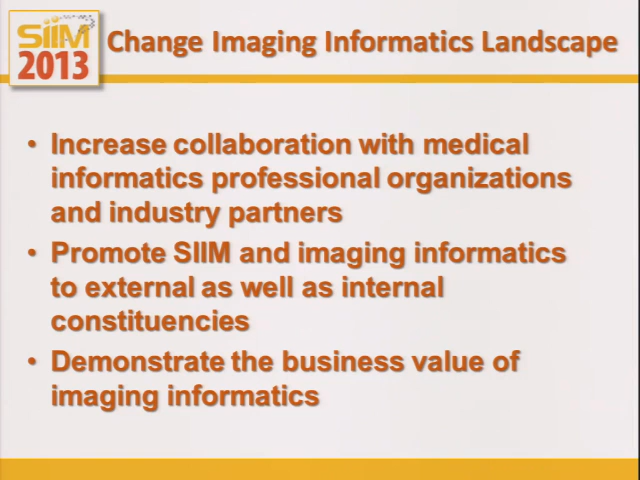 SiiM
2013
Change Imaging Informatics Landscape
• Increase collaboration with medical
informatics professional organizations
and industry partners
• Promote SIIM and imaging informatics
to external as well as internal
constituencies
• Demonstrate the business value of
imaging informatics